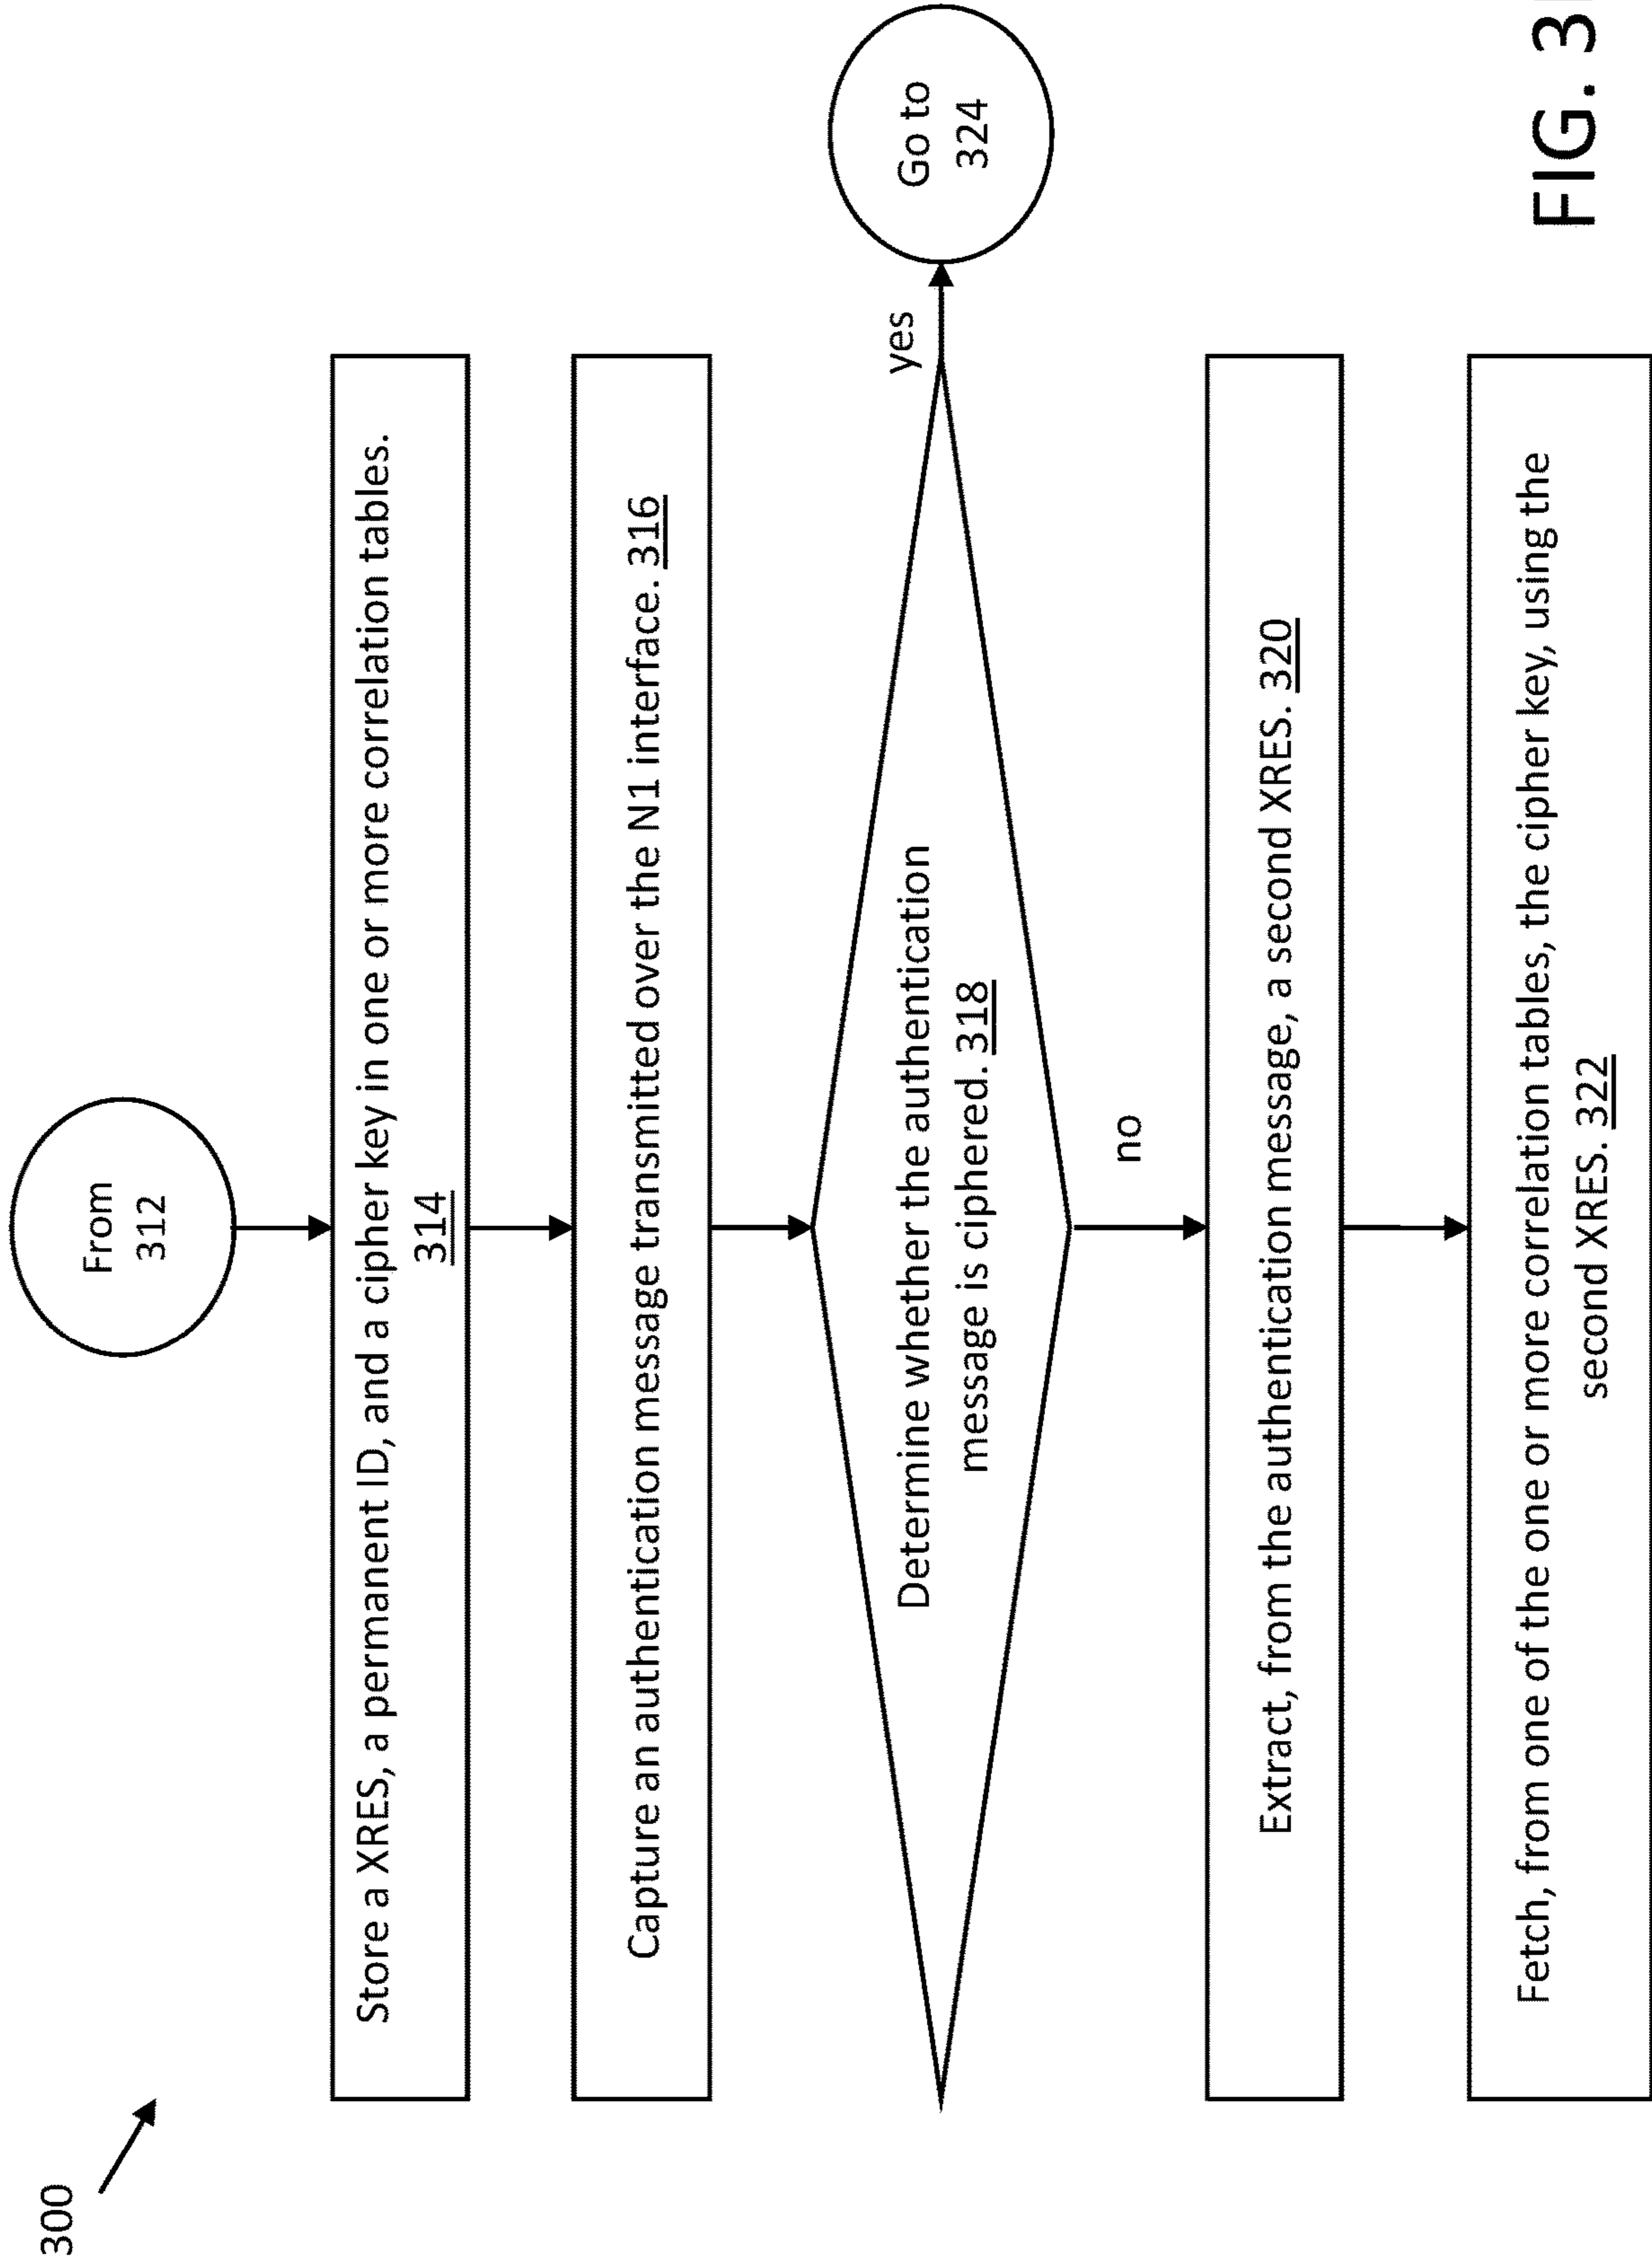 300
From
312
Store a XRES, a permanent ID, and a cipher key in one or more correlation tables.
314
Capture an authentication message transmitted over the N1 interface. 316
Determine whether the authentication
message is ciphered. 318
yes
Go to
324
no
Extract, from the authentication message, a second XRES. 320
Fetch, from one of the one or more correlation tables, the cipher key, using the
second XRES. 322
FIG. 3